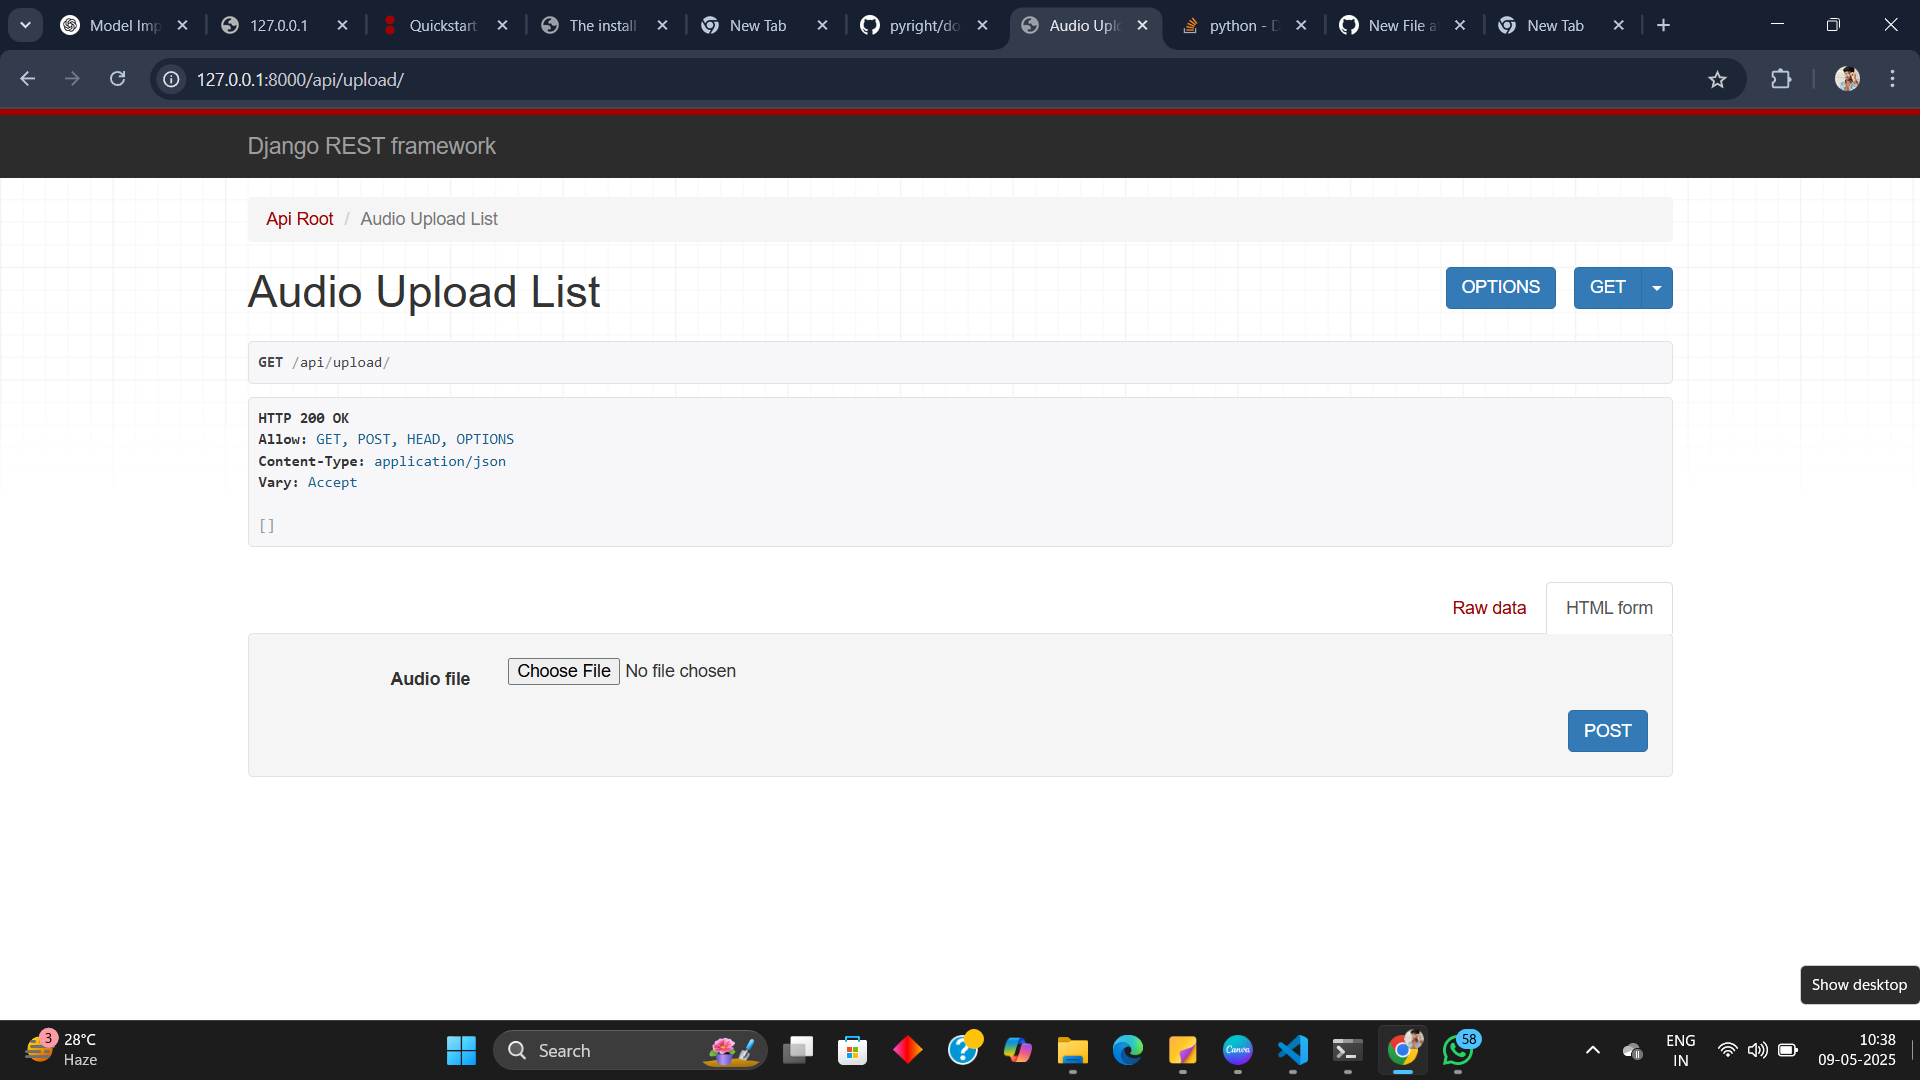 Model Imp
127.0.0.1
Quickstart
The install
New Tab
pyright/do
Audio Uplo
python - D
New File a
New Tab
127.0.0.1:8000/api/upload/
Django REST framework
Api Root / Audio Upload List
Audio Upload List
OPTIONS
GET
GET /api/upload/
HTTP 200 OK
Allow: GET, POST, HEAD, OPTIONS
Content-Type: application/json
Vary: Accept
[]
Raw data
HTML form
Audio file
Choose File No file chosen
POST
Show desktop
3
28°C
Haze
Search
Canva
58
ENG
IN
10:38
09-05-2025